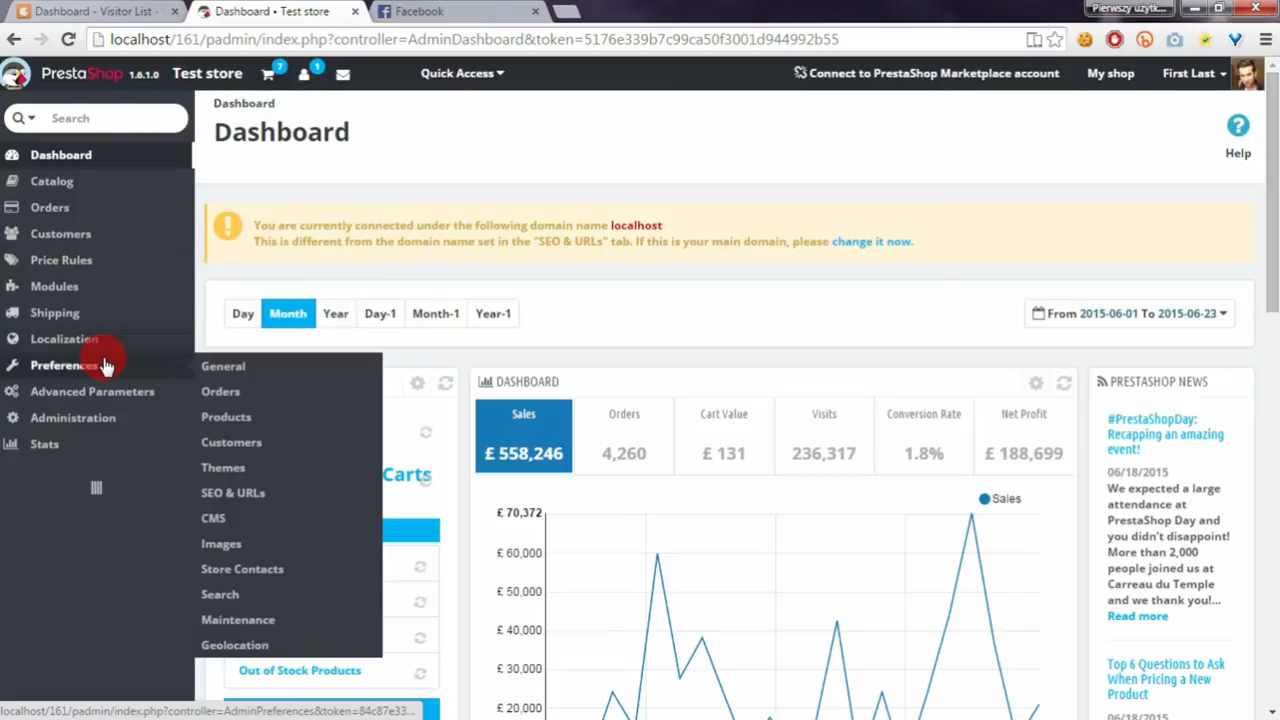 Dashboard - Visitor List -
Dashboard • Test store
Facebook
Pierwszy użytk...
localhost/161/padmin/index.php?controller=AdminDashboard&token=5176e339b7c99ca50f3001d944992b55
PrestaShop 1.6.1.0 Test store 7 1 Quick Access Connect to PrestaShop Marketplace account My shop First Last
Search
Dashboard
Catalog
Orders
Customers
Price Rules
Modules
Shipping
Localization
Preferences
Advanced Parameters
Administration
Stats
General
Orders
Products
Customers
Themes
SEO & URLs
CMS
Images
Store Contacts
Search
Maintenance
Geolocation
Dashboard
Dashboard
Help
You are currently connected under the following domain name localhost
This is different from the domain name set in the "SEO & URLs" tab. If this is your main domain, please change it now.
Day Month Year Day-1 Month-1 Year-1
From 2015-06-01 To 2015-06-23
Carts
Out of Stock Products
DASHBOARD
Sales Orders Cart Value Visits Conversion Rate Net Profit
£ 558,246 4,260 £ 131 236,317 1.8% £ 188,699
Sales
£ 70,372
£ 60,000
£ 50,000
£ 40,000
£ 30,000
£ 20,000
PRESTASHOP NEWS
#PrestaShopDay:
Recapping an amazing
event!
06/18/2015
We expected a large
attendance at
PrestaShop Day and
you didn't disappoint!
More than 2,000
people joined us at
Carreau du Temple
and we thank you!...
Read more
Top 6 Questions to Ask
When Pricing a New
Product
06/18/2015
localhost/161/padmin/index.php?controller=AdminPreferences&token=84c87e33...